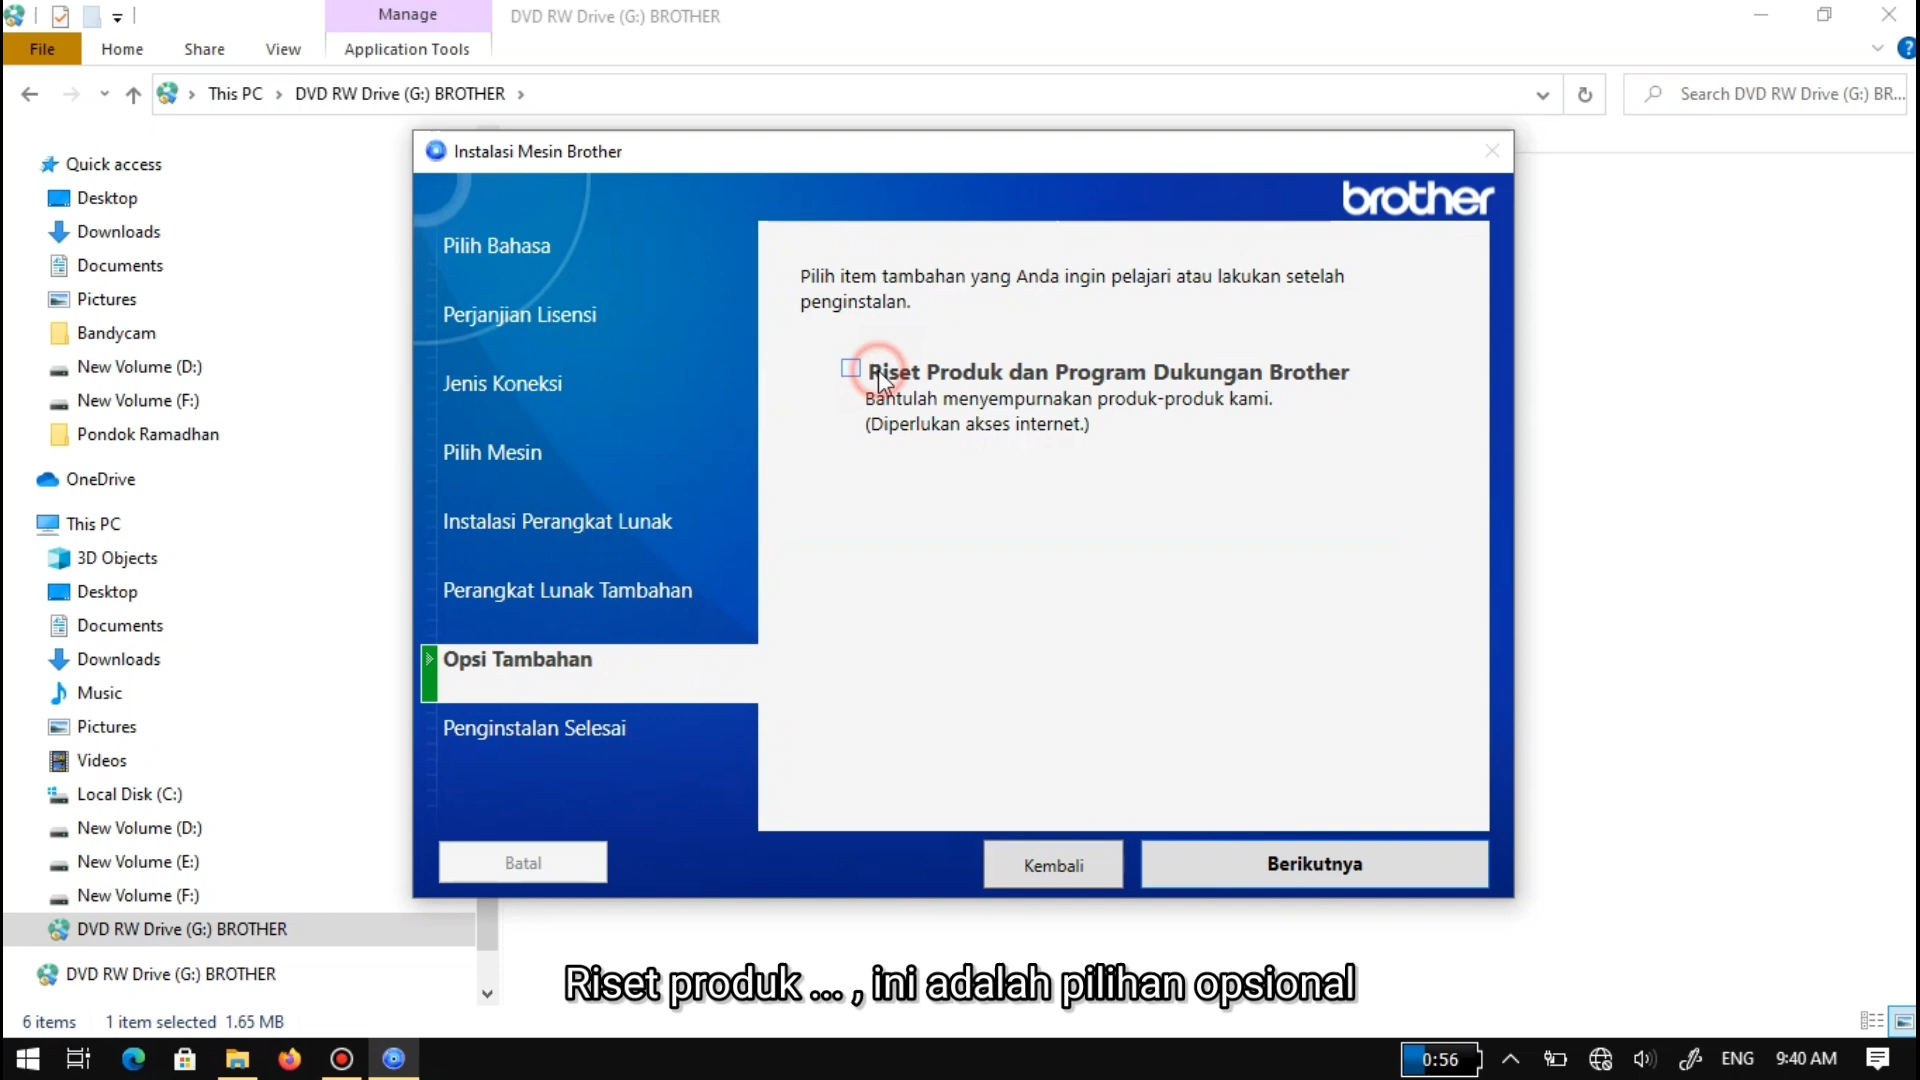 Manage
DVD RW Drive (G:) BROTHER
File
Home
Share
View
Application Tools
This PC
DVD RW Drive (G:) BROTHER
Search DVD RW Drive (G:) BR...
Quick access
Desktop
Downloads
Documents
Pictures
Bandycam
New Volume (D:)
New Volume (F:)
Pondok Ramadhan
OneDrive
This PC
3D Objects
Desktop
Documents
Downloads
Music
Pictures
Videos
Local Disk (C:)
New Volume (D:)
New Volume (E:)
New Volume (F:)
DVD RW Drive (G:) BROTHER
DVD RW Drive (G:) BROTHER
Instalasi Mesin Brother
brother
Pilih Bahasa
Perjanjian Lisensi
Jenis Koneksi
Pilih Mesin
Instalasi Perangkat Lunak
Perangkat Lunak Tambahan
Opsi Tambahan
Penginstalan Selesai
Pilih item tambahan yang Anda ingin pelajari atau lakukan setelah
penginstalan.
Riset Produk dan Program Dukungan Brother
Bantulah menyempurnakan produk-produk kami.
(Diperlukan akses internet.)
Batal
Kembali
Berikutnya
Riset produk ... , ini adalah pilihan opsional
6 items
1 item selected 1.65 MB
0:56
ENG
9:40 AM